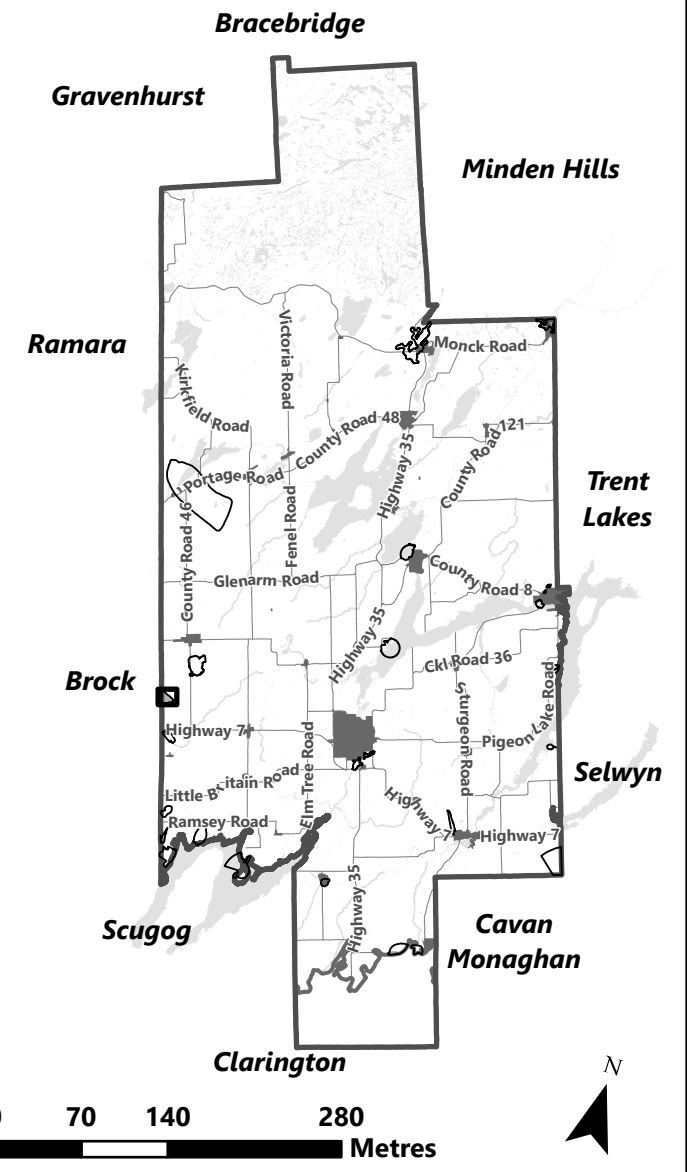 Bracebridge
Gravenhurst
Minden Hills
Ramara
Victoria Road
Monck Road
Kirkfield Road
County Road 48
121
Highway 35
County Road
Portage Road
Trent
Lakes
County Road 46
Fenel Road
Glenarm Road
County Road 8
Highway 35
Ckl Road 36
Brock
Sturgeon Road
Pigeon Lake Road
Highway 7
Elm Tree Road
Selwyn
Little Britain Road
Highway 7
Ramsey Road
Highway 7
Highway 35
Scugog
Cavan
Monaghan
Clarington
N
0 70 140 280
Metres